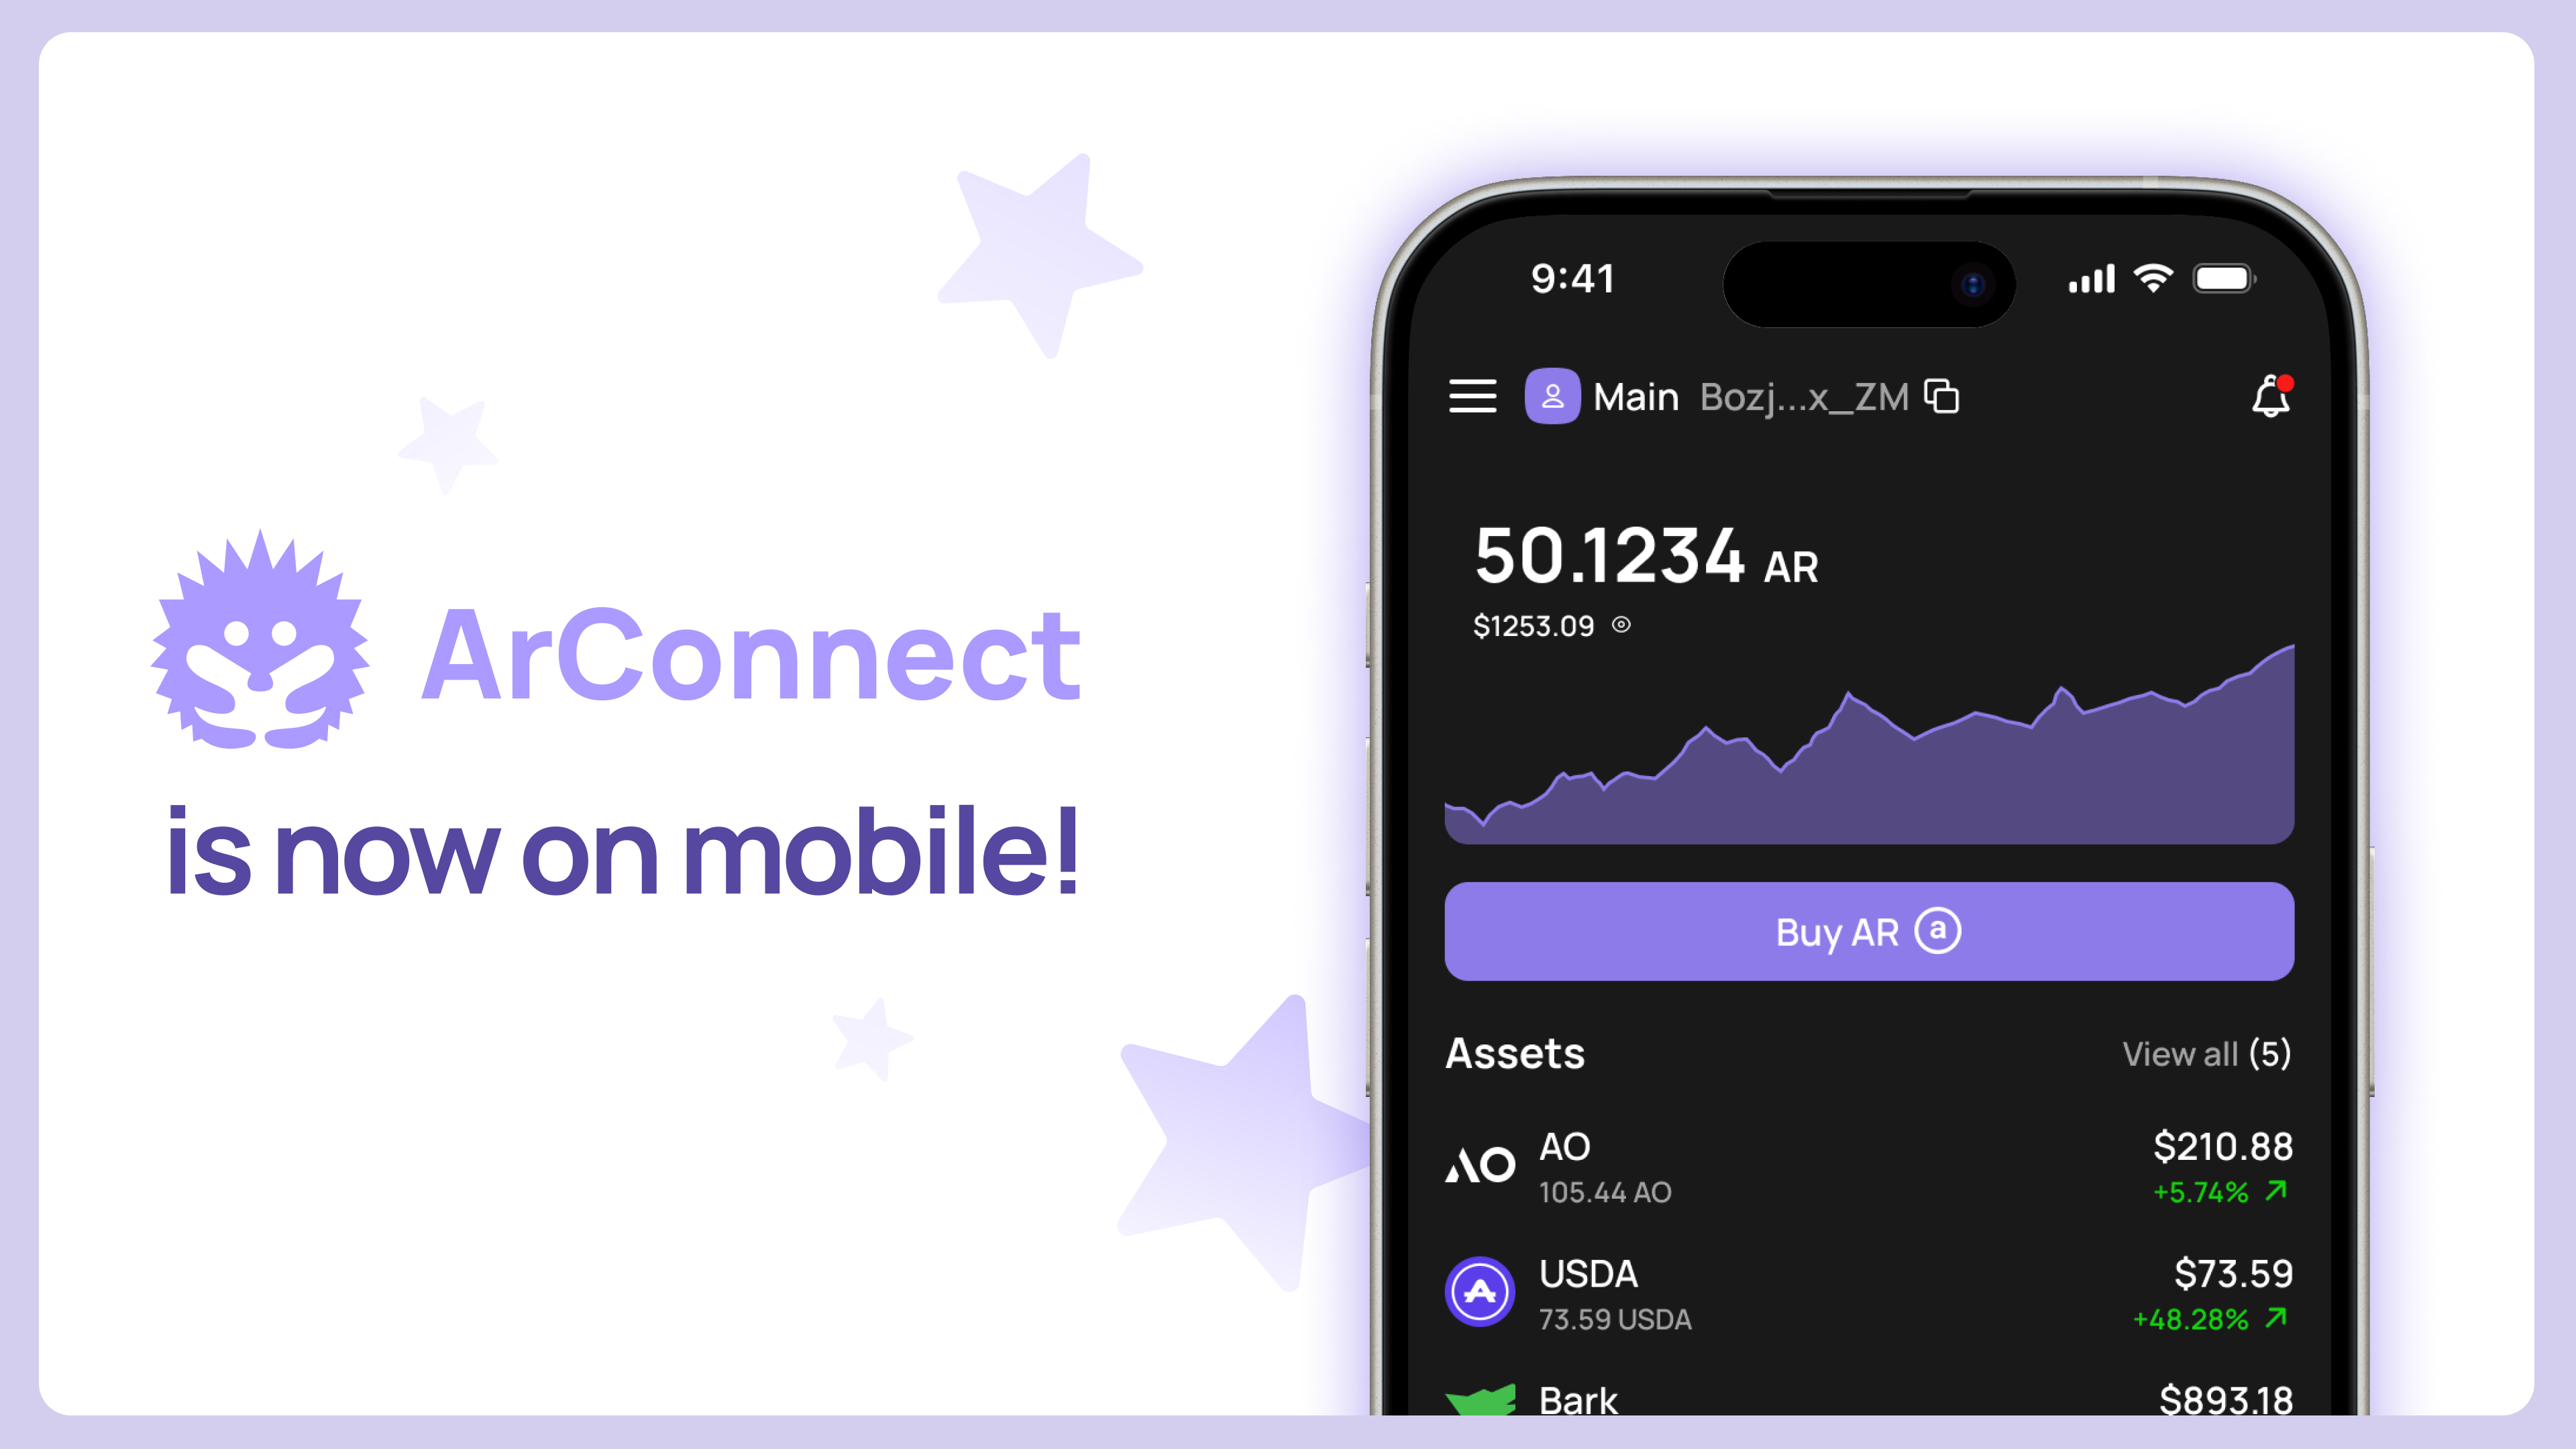 ArConnect
is now on mobile!
9:41
Main Bozj...x_ZM
50.1234 AR
$1253.09
Buy AR a
Assets View all (5)
AO $210.88
105.44 AO +5.74%
USDA $73.59
73.59 USDA +48.28%
Bark $893.18